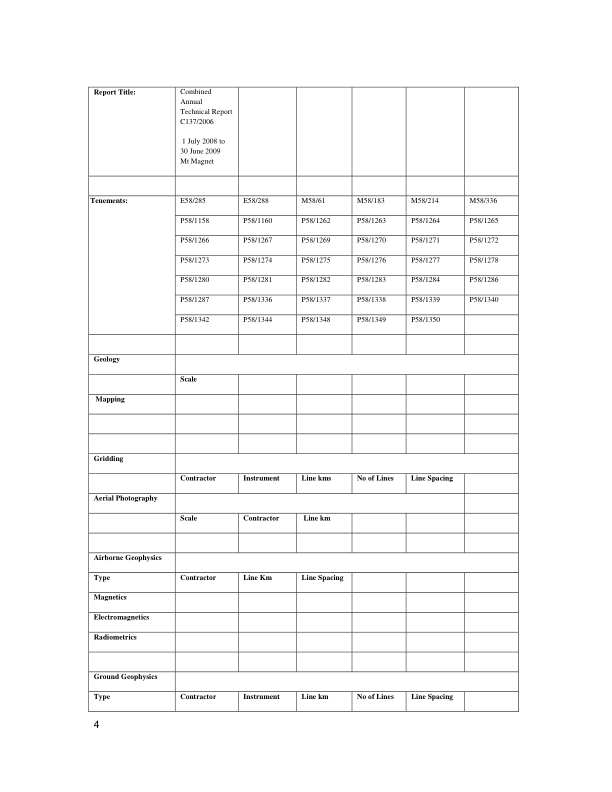 Report Title: Combined
Annual
Technical Report
C137/2006
1 July 2008 to
30 June 2009
Mt Magnet
Tenements: E58/285 E58/288 M58/61 M58/183 M58/214 M58/336
P58/1158 P58/1160 P58/1262 P58/1263 P58/1264 P58/1265
P58/1266 P58/1267 P58/1269 P58/1270 P58/1271 P58/1272
P58/1273 P58/1274 P58/1275 P58/1276 P58/1277 P58/1278
P58/1280 P58/1281 P58/1282 P58/1283 P58/1284 P58/1286
P58/1287 P58/1336 P58/1337 P58/1338 P58/1339 P58/1340
P58/1342 P58/1344 P58/1348 P58/1349 P58/1350
Geology
Scale
Mapping
Gridding
Contractor Instrument Line kms No of Lines Line Spacing
Aerial Photography
Scale Contractor Line km
Airborne Geophysics
Type Contractor Line Km Line Spacing
Magnetics
Electromagnetics
Radiometrics
Ground Geophysics
Type Contractor Instrument Line km No of Lines Line Spacing
4